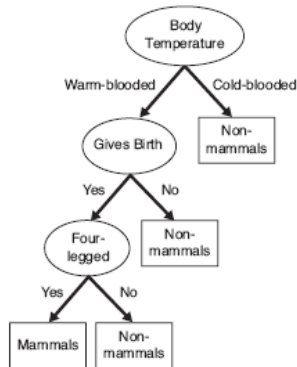 Body
Temperature
Warm-blooded Cold-blooded
Gives Birth
Non-
mammals
Yes No
Four-
legged
Non-
mammals
Yes No
Mammals
Non-
mammals